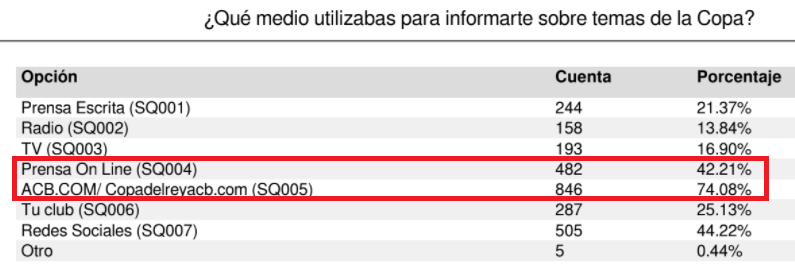 ¿Qué medio utilizabas para informarte sobre temas de la Copa?
Opción Cuenta Porcentaje
Prensa Escrita (SQ001) 244 21.37%
Radio (SQ002) 158 13.84%
TV (SQ003) 193 16.90%
Prensa On Line (SQ004) 482 42.21%
ACB.COM/ Copadelreyacb.com (SQ005) 846 74.08%
Tu club (SQ006) 287 25.13%
Redes Sociales (SQ007) 505 44.22%
Otro 5 0.44%